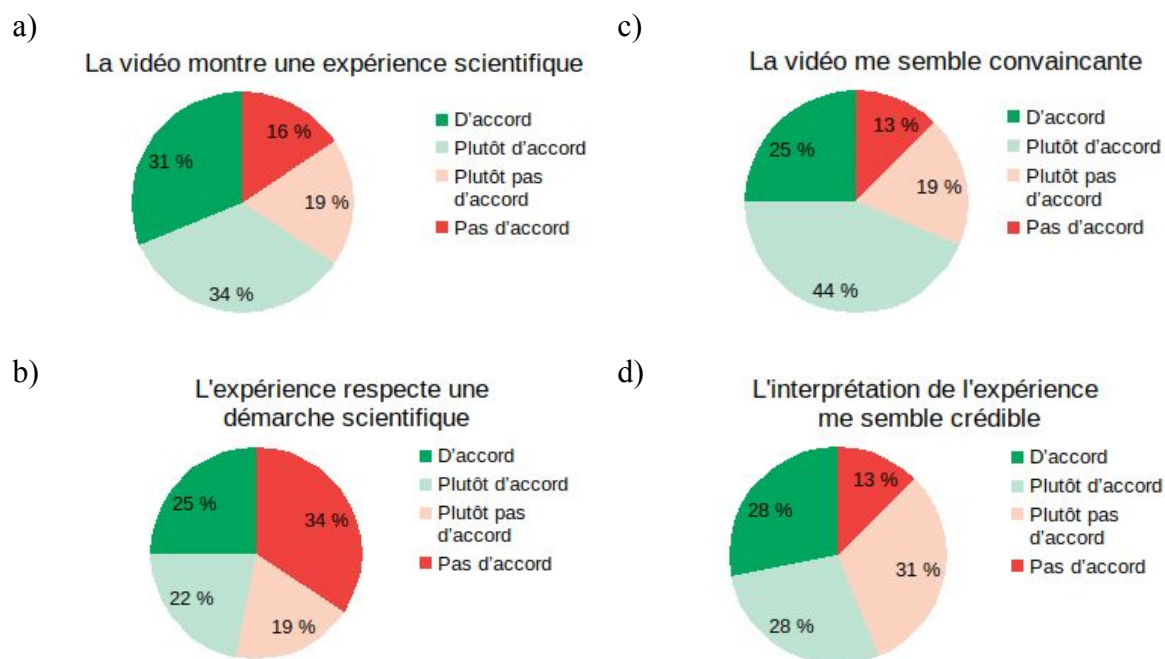 a)
La vidéo montre une expérience scientifique
31 %
16 %
19 %
34 %
D'accord
Plutôt d'accord
Plutôt pas
d'accord
Pas d'accord
c)
La vidéo me semble convaincante
25 %
13 %
19 %
44 %
D'accord
Plutôt d'accord
Plutôt pas
d'accord
Pas d'accord
b)
L'expérience respecte une
démarche scientifique
25 %
34 %
22 %
19 %
D'accord
Plutôt d'accord
Plutôt pas
d'accord
Pas d'accord
d)
L'interprétation de l'expérience
me semble crédible
28 %
13 %
31 %
28 %
D'accord
Plutôt d'accord
Plutôt pas
d'accord
Pas d'accord